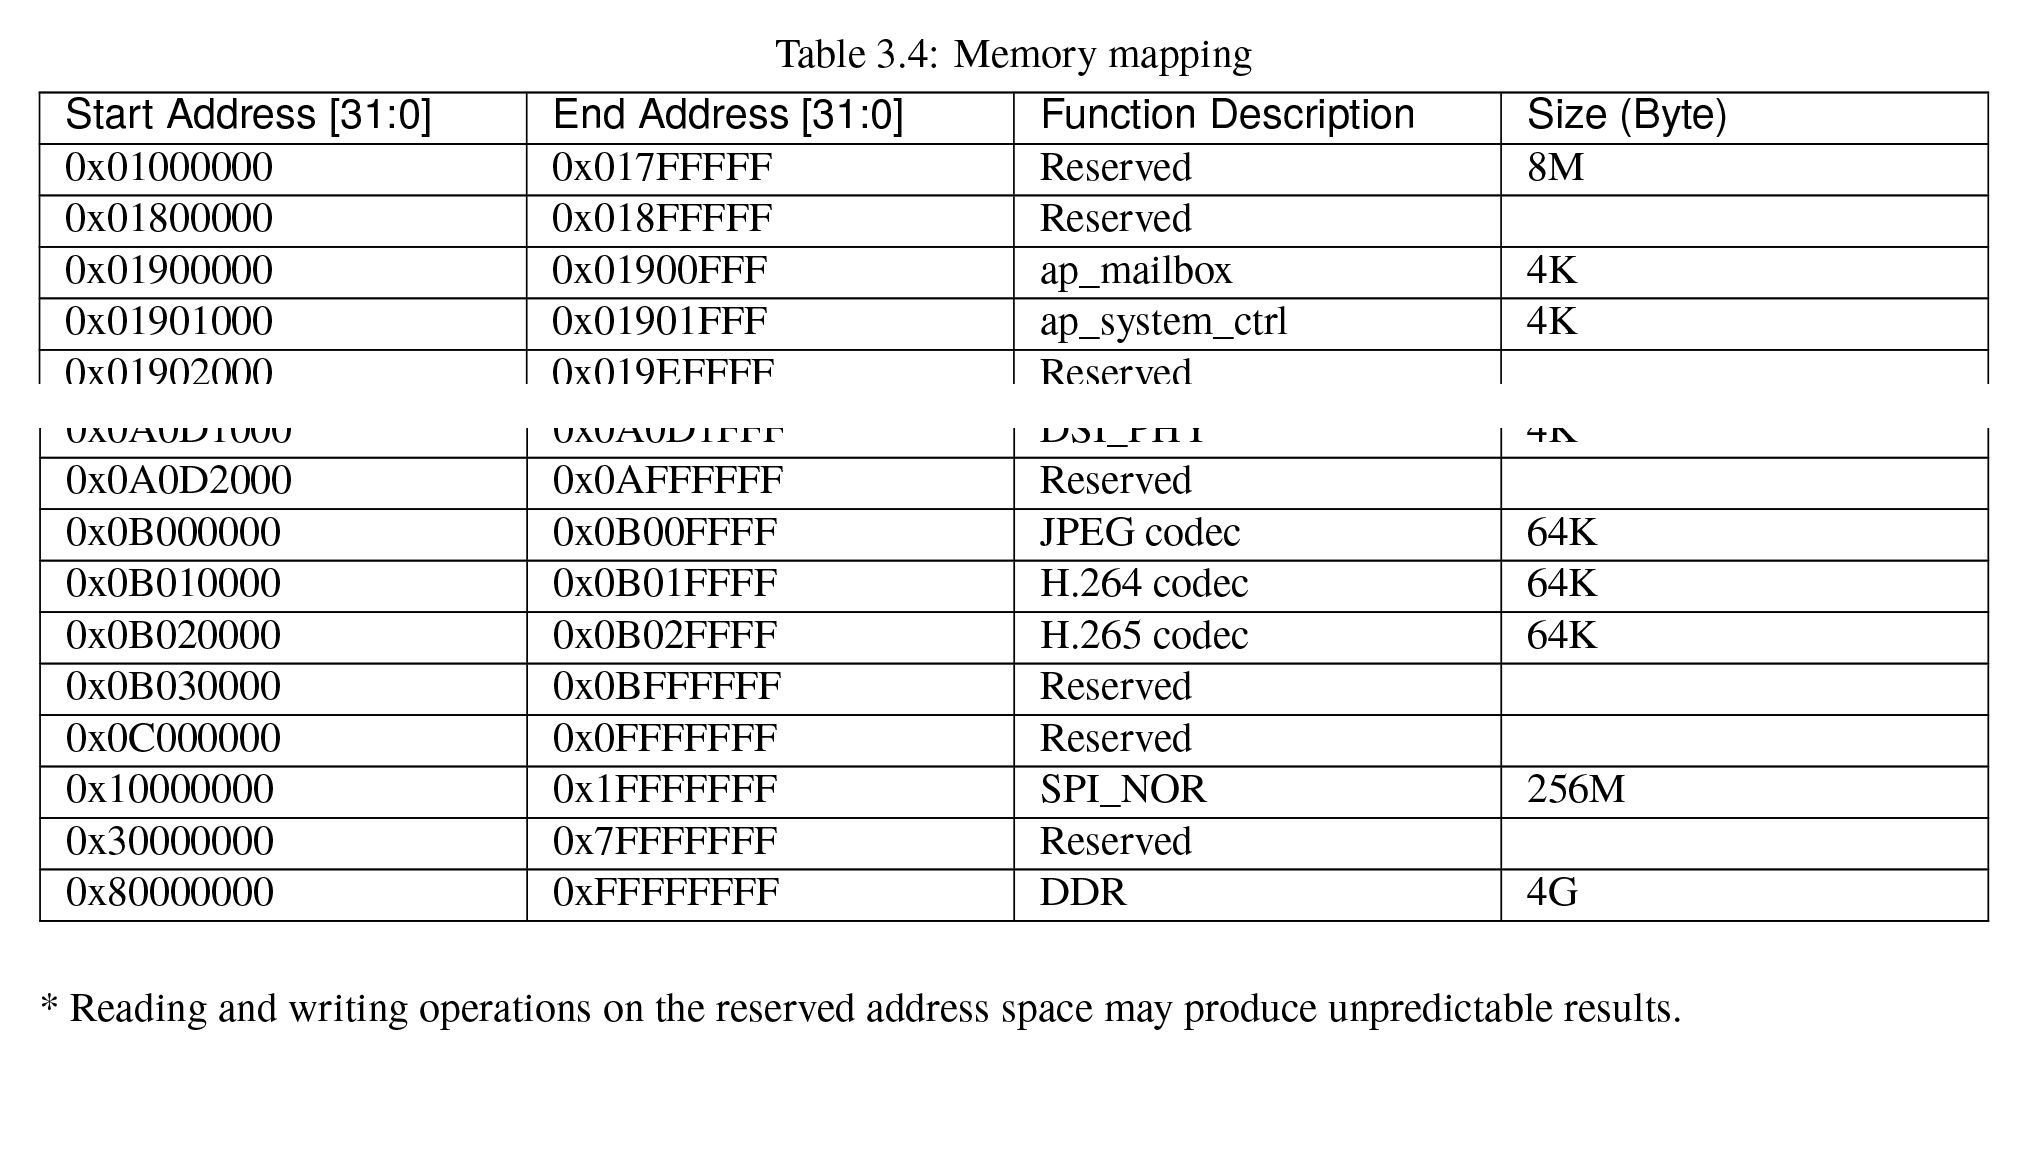 Table 3.4: Memory mapping
Start Address [31:0] End Address [31:0] Function Description Size (Byte)
0x01000000 0x017FFFFF Reserved 8M
0x01800000 0x018FFFFF Reserved
0x01900000 0x01900FFF ap_mailbox 4K
0x01901000 0x01901FFF ap_system_ctrl 4K
0x01902000 0x019EFFFF Reserved
0x0A0D1000 0x0A0D1FFF DSI_PHY 4K
0x0A0D2000 0x0AFFFFFF Reserved
0x0B000000 0x0B00FFFF JPEG codec 64K
0x0B010000 0x0B01FFFF H.264 codec 64K
0x0B020000 0x0B02FFFF H.265 codec 64K
0x0B030000 0x0BFFFFFF Reserved
0x0C000000 0x0FFFFFFF Reserved
0x10000000 0x1FFFFFFF SPI_NOR 256M
0x30000000 0x7FFFFFFF Reserved
0x80000000 0xFFFFFFFF DDR 4G
* Reading and writing operations on the reserved address space may produce unpredictable results.